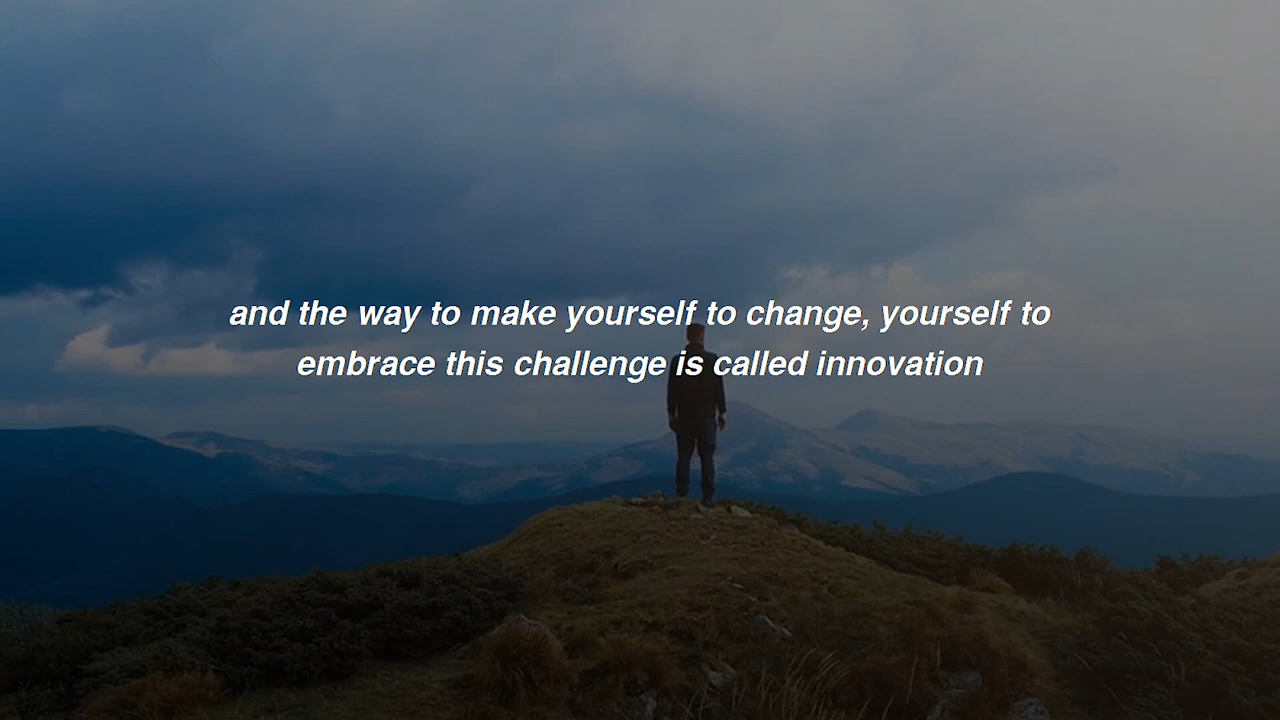 and the way to make yourself to change, yourself to
embrace this challenge is called innovation